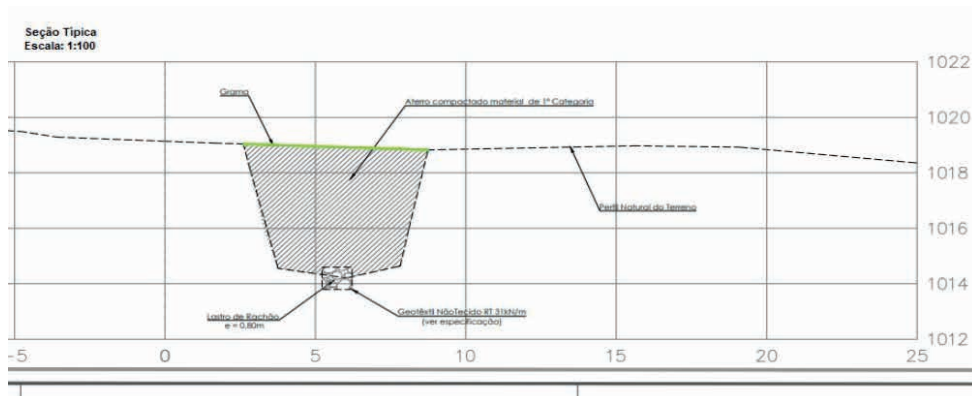 Seção Típica
Escala: 1:100
1022
Grama
Aterro compactado material de 1ª Categoria
1020
1018
Perfil Natural do Terreno
1016
1014
Lastro de Rachão
e = 0,80m
Geotêxtil NãoTecido RT 31kN/m
(ver especificação)
1012
-5 0 5 10 15 20 25